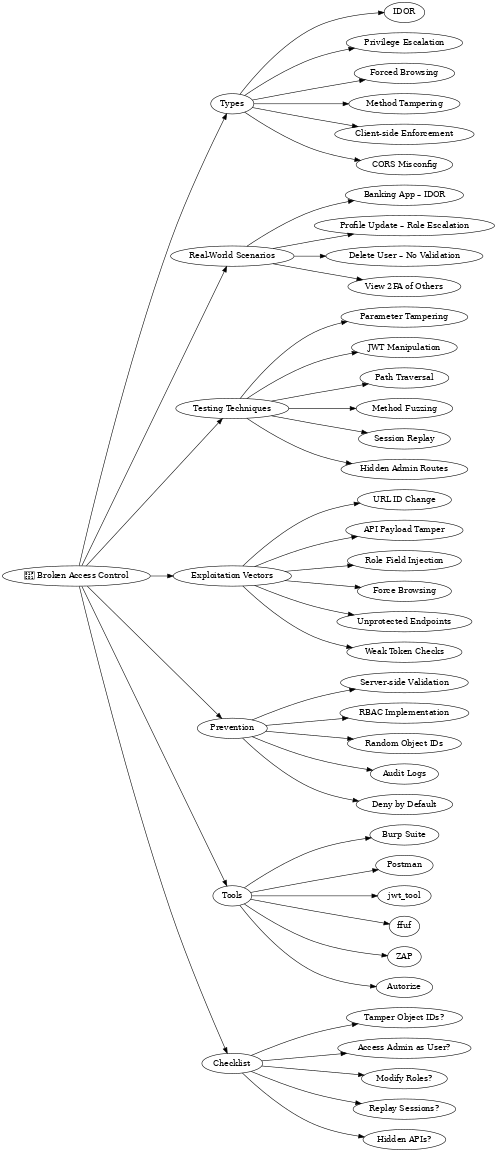 IDOR
Privilege Escalation
Forced Browsing
Types
Method Tampering
Client-side Enforcement
CORS Misconfig
Banking App – IDOR
Profile Update – Role Escalation
Real-World Scenarios
Delete User – No Validation
View 2FA of Others
Parameter Tampering
JWT Manipulation
Path Traversal
Testing Techniques
Method Fuzzing
Session Replay
Hidden Admin Routes
URL ID Change
API Payload Tamper
Role Field Injection
Broken Access Control
Exploitation Vectors
Force Browsing
Unprotected Endpoints
Weak Token Checks
Server-side Validation
RBAC Implementation
Prevention
Random Object IDs
Audit Logs
Deny by Default
Burp Suite
Postman
Tools
jwt_tool
ffuf
ZAP
Autorize
Tamper Object IDs?
Access Admin as User?
Checklist
Modify Roles?
Replay Sessions?
Hidden APIs?